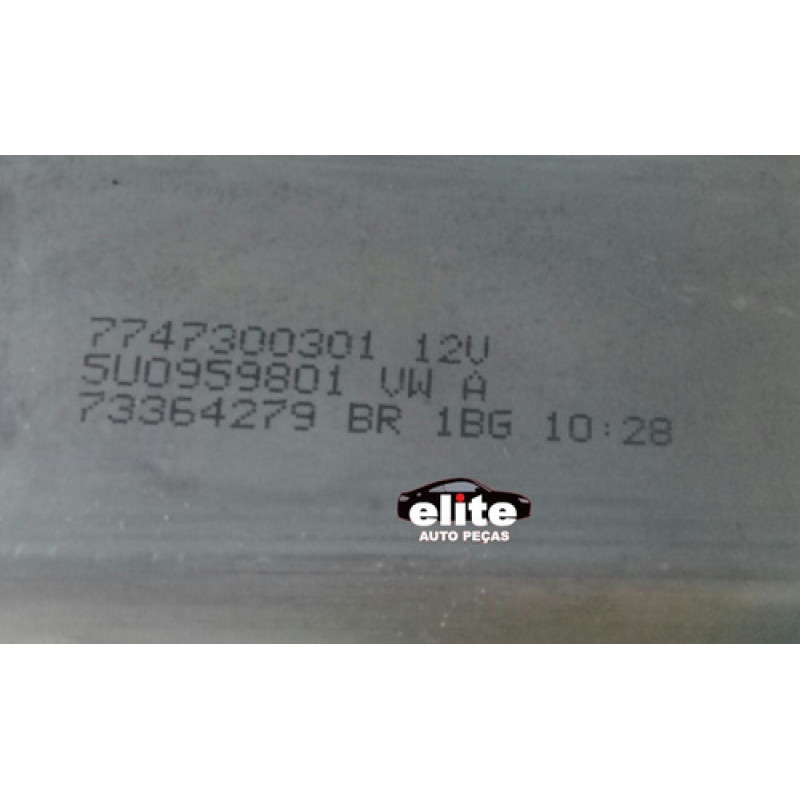 7747300301 12V
5U0959801 VW A
73364279 BR 1BG 10:28
elite
AUTO PEÇAS